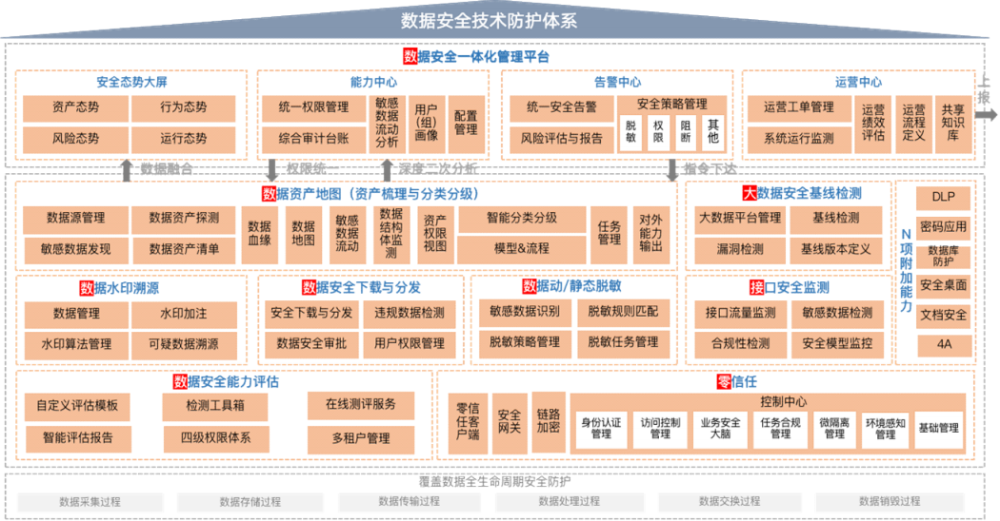 数据安全技术防护体系
数据安全一体化管理平台
安全态势大屏
资产态势
行为态势
风险态势
运行态势
能力中心
统一权限管理
综合审计台账
敏感
数据
流动
分析
用户
(组)
画像
配置
管理
告警中心
统一安全告警
风险评估与报告
安全策略管理
脱
敏
权
限
阻
断
其
他
运营中心
运营工单管理
系统运行监测
运营
绩效
评估
运营
流程
定义
共享
知识
库
上
报
数据融合
权限统一
深度二次分析
指令下达
数据资产地图（资产梳理与分类分级）
数据源管理
数据资产探测
敏感数据发现
数据资产清单
数据
血缘
数据
地图
敏感
数据
流动
数据
结构
体监
测
资产
权限
视图
智能分类分级
模型&流程
任务
管理
对外
能力
输出
大数据安全基线检测
大数据平台管理
基线检测
漏洞检测
基线版本定义
N
项
附
加
能
力
DLP
密码应用
数据库
防护
安全桌面
文档安全
4A
数据水印溯源
数据管理
水印加注
水印算法管理
可疑数据溯源
数据安全下载与分发
安全下载与分发
违规数据检测
数据安全审批
用户权限管理
数据动/静态脱敏
敏感数据识别
脱敏规则匹配
脱敏策略管理
脱敏任务管理
接口安全监测
接口流量监测
敏感数据检测
合规性检测
安全模型监控
数据安全能力评估
自定义评估模板
检测工具箱
在线测评服务
智能评估报告
四级权限体系
多租户管理
零信任
零信
任客
户端
安全
网关
链路
加密
控制中心
身份认证
管理
访问控制
管理
业务安全
大脑
任务合规
管理
微隔离
管理
环境感知
管理
基础管理
覆盖数据全生命周期安全防护
数据采集过程
数据存储过程
数据传输过程
数据处理过程
数据交换过程
数据销毁过程